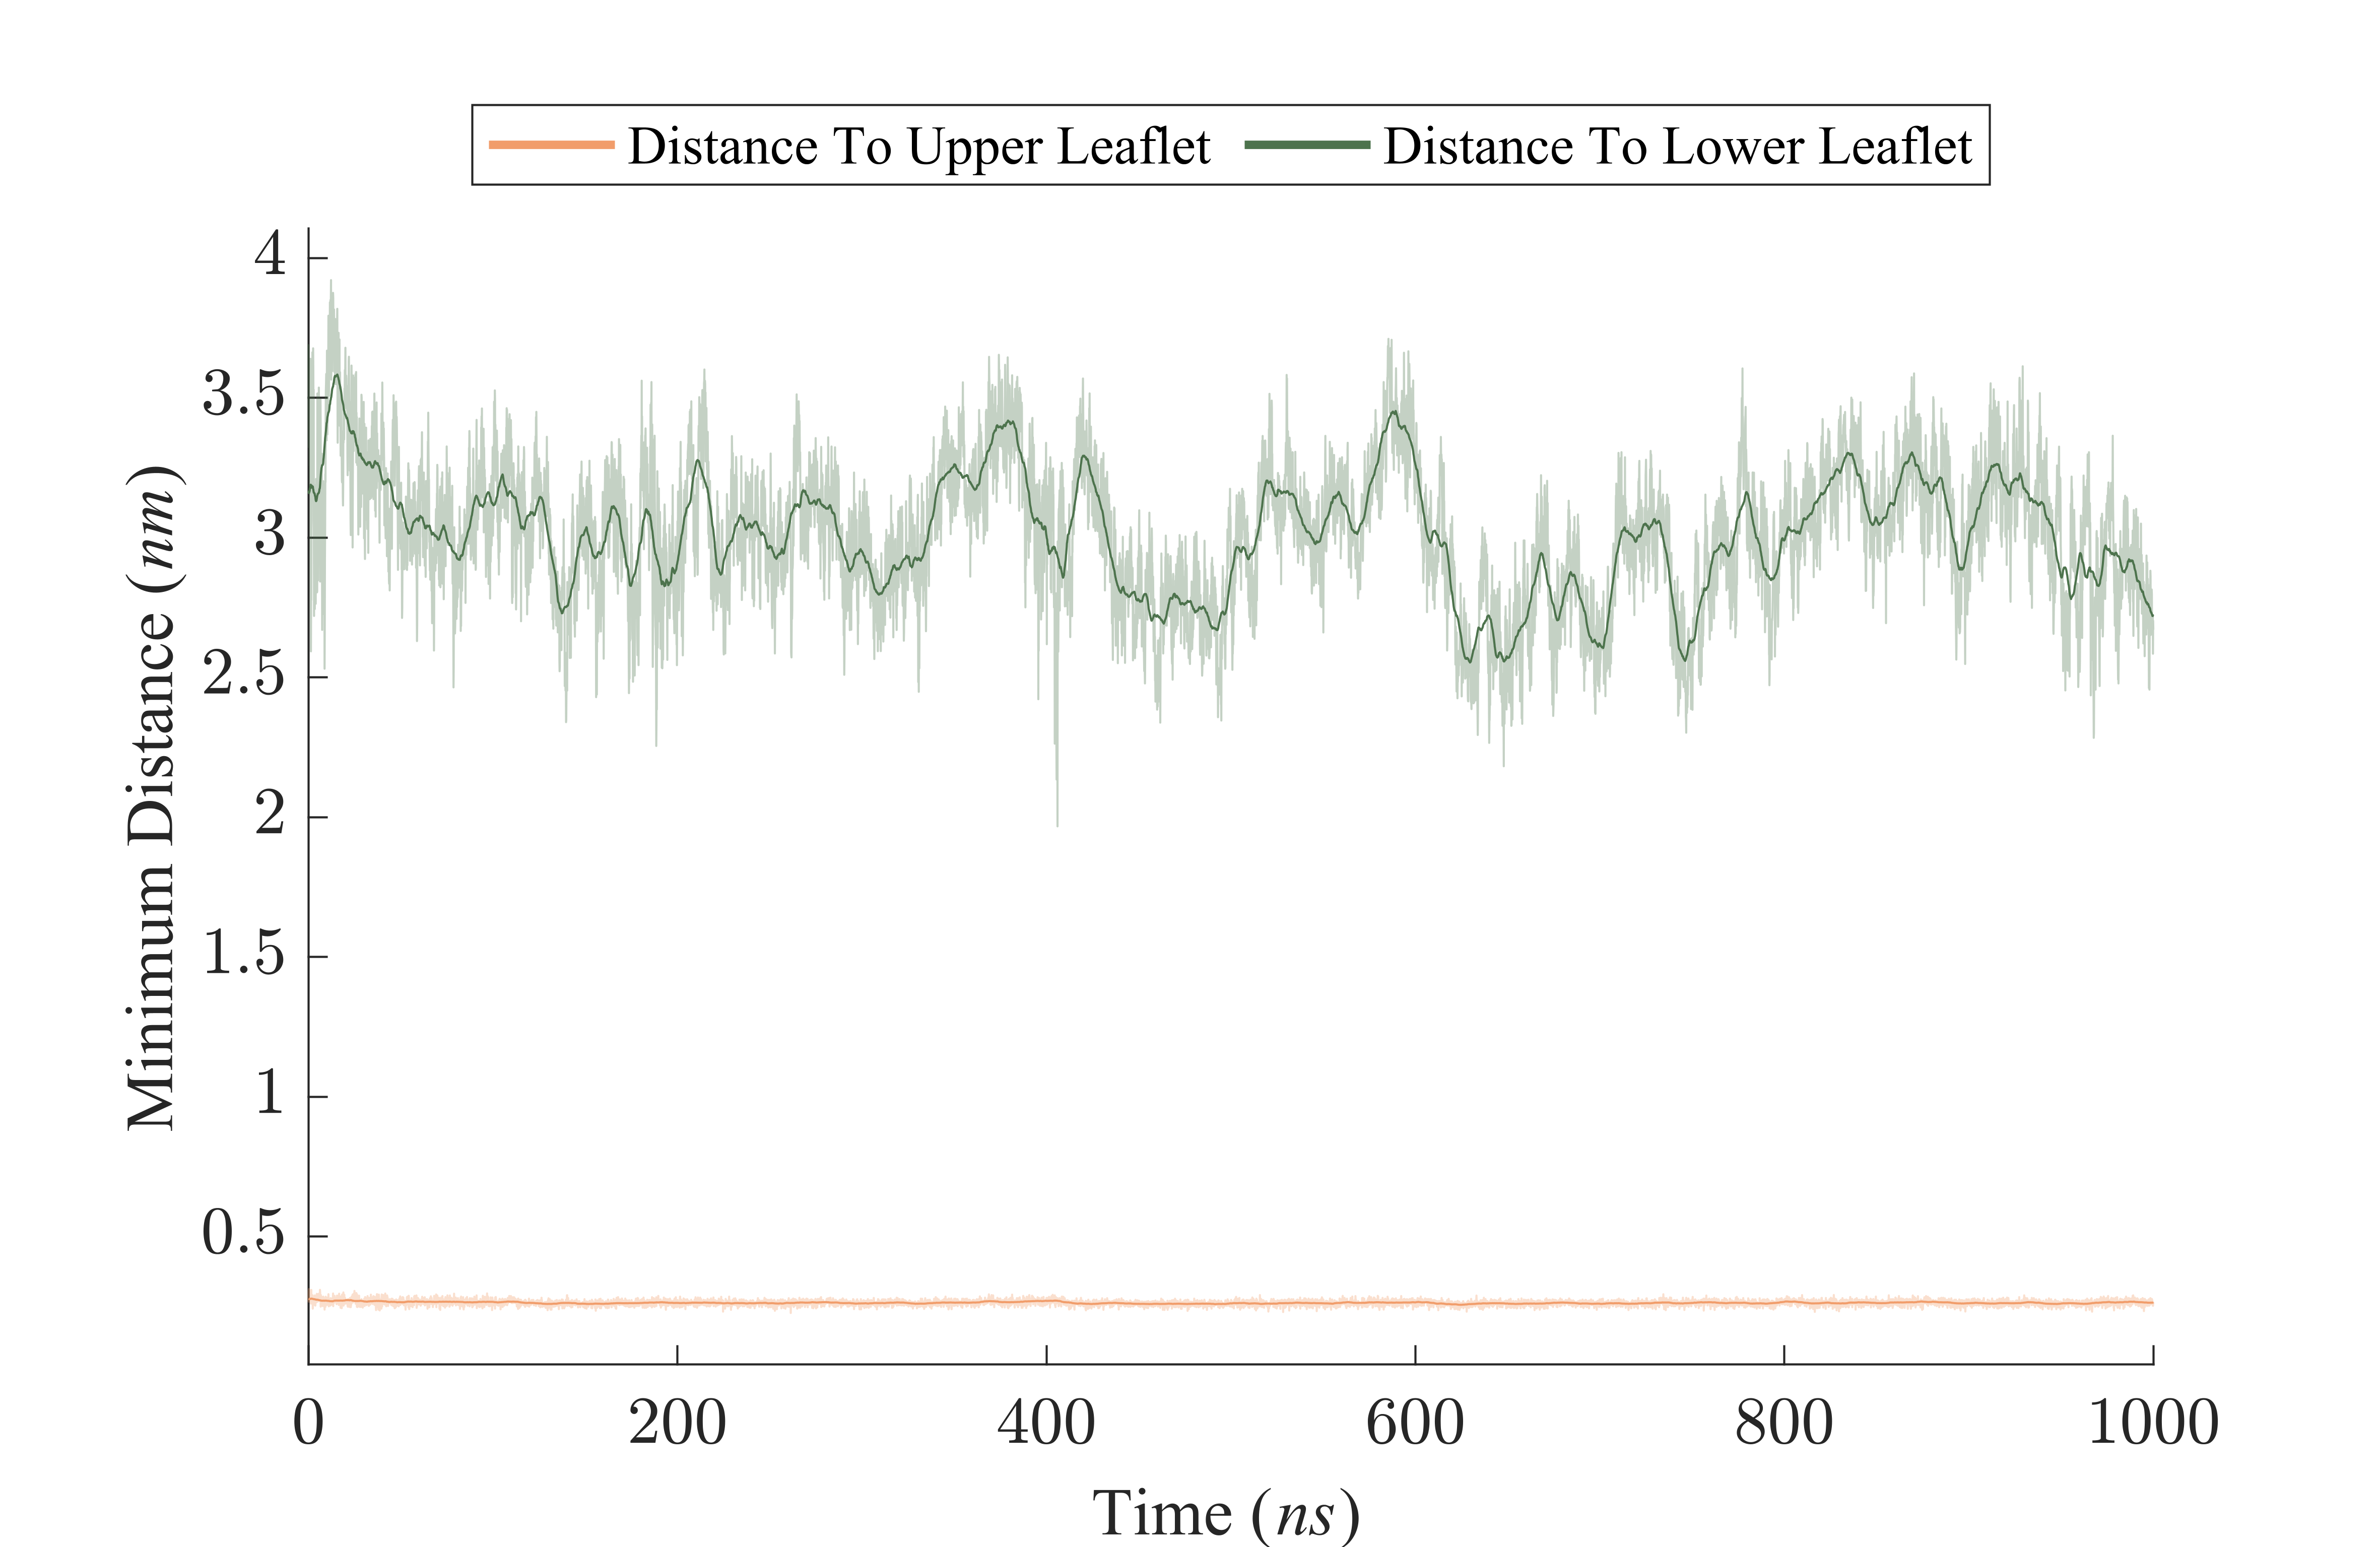 Distance To Upper Leaflet Distance To Lower Leaflet
4
3.5
3
2.5
2
1.5
1
0.5
Minimum Distance (nm)
0 200 400 600 800 1000
Time (ns)